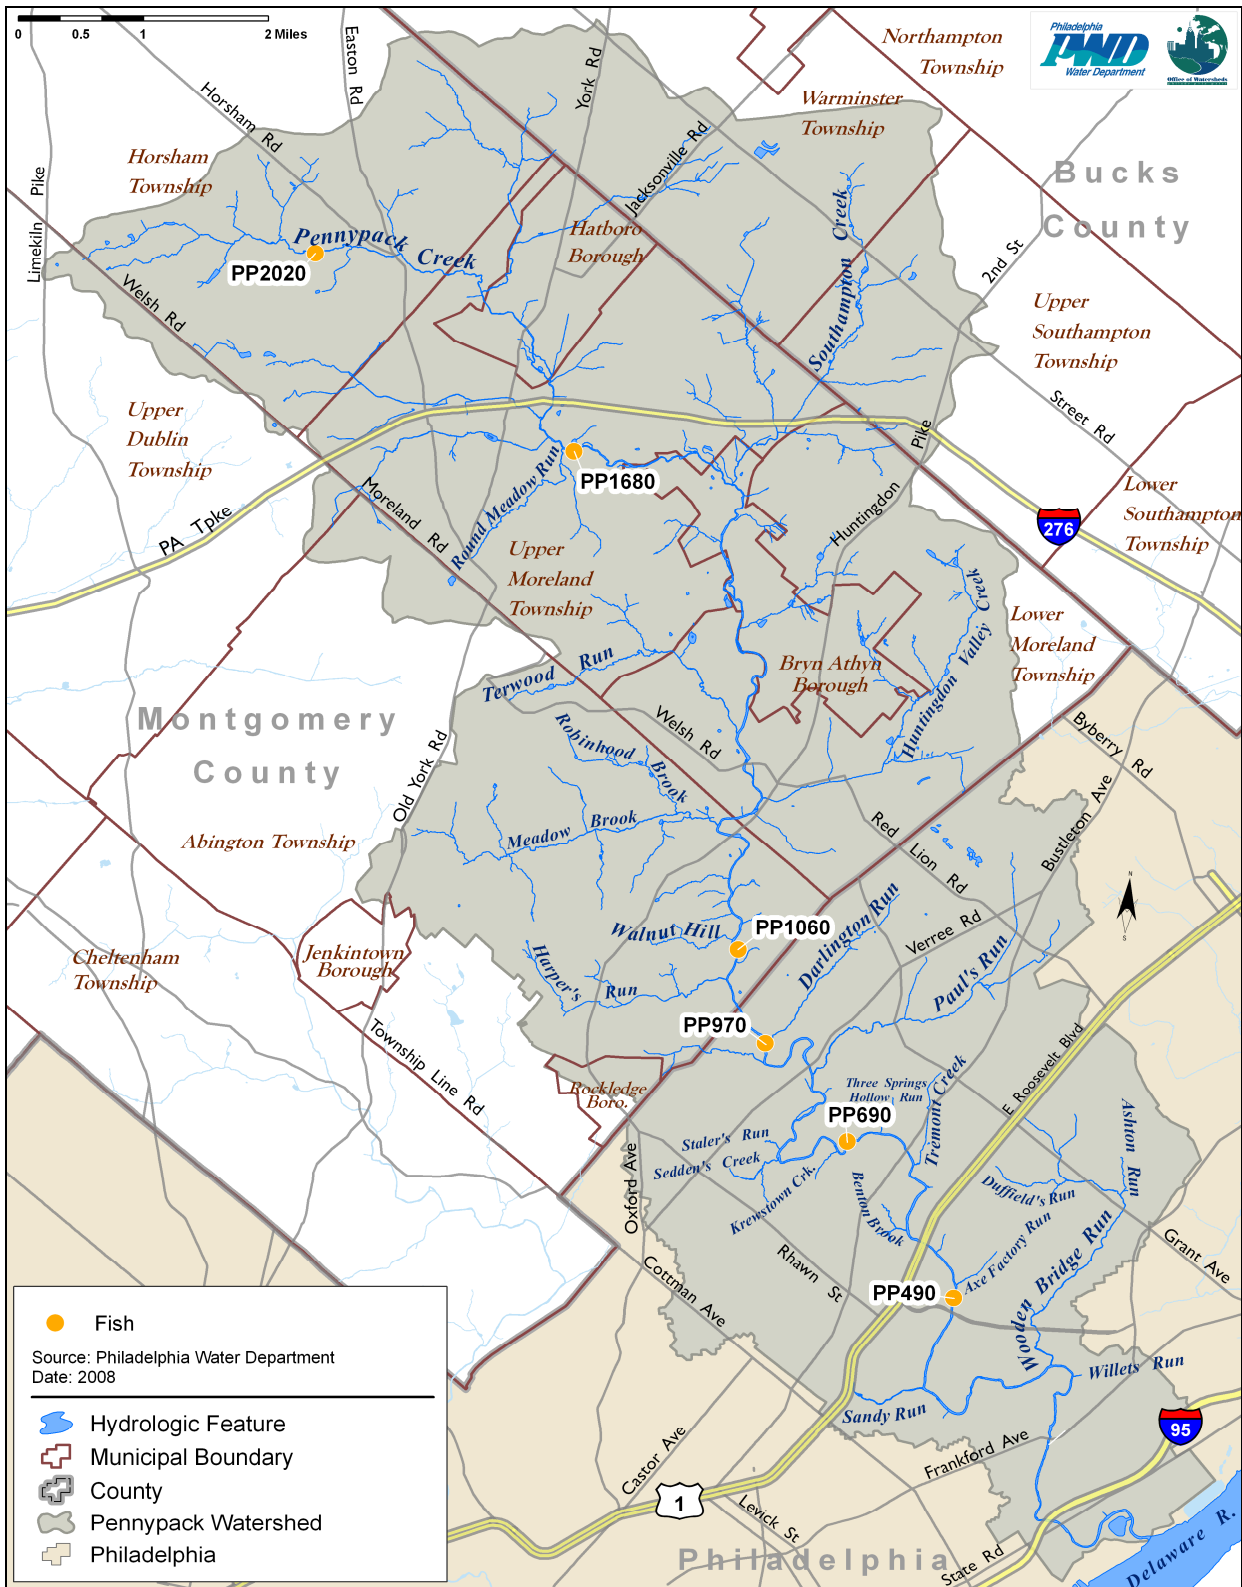 0 0.5 1 2 Miles
Philadelphia
PWD
Water Department
Office of Watersheds
Northampton
Township
Warminster
Township
Easton Rd
York Rd
Horsham Rd
Jacksonville Rd
Horsham
Township
Limekiln Pike
Bucks
County
Hatboro
Borough
Pennypack
Creek
PP2020
Southampton Creek
2nd St
Welsh Rd
Upper
Southampton
Township
Street Rd
Upper
Dublin
Township
Pike
Huntingdon
PP1680
Round Meadow Run
Moreland Rd
PA Tpke
Lower
Southampton
Township
276
Upper
Moreland
Township
Lower
Moreland
Township
Huntingdon Valley Creek
Bryn Athyn
Borough
Terwood Run
Montgomery
County
Robinhood
Brook
Welsh Rd
Old York Rd
Byberry Rd
Bustleton Ave
Meadow Brook
Abington Township
Red Lion Rd
Jenkintown
Borough
Cheltenham
Township
Walnut Hill
PP1060
Darlington Run
Verree Rd
Paul's Run
Harper's Run
PP970
Township Line Rd
E Roosevelt Blvd
N
S
Rockledge
Boro.
Three Springs
Hollow Run
Tremont Creek
PP690
Staler's Run
Sedden's Creek
Krewstown Crk.
Benton Brook
Ashton Run
Duffield's Run
Oxford Ave
Axe Factory Run
Wooden Bridge Run
Grant Ave
Rhawn St
Cottman Ave
PP490
Willets Run
Sandy Run
Frankford Ave
95
Castor Ave
1
Levick St
Philadelphia
State Rd
Delaware R.
Fish
Source: Philadelphia Water Department
Date: 2008
Hydrologic Feature
Municipal Boundary
County
Pennypack Watershed
Philadelphia